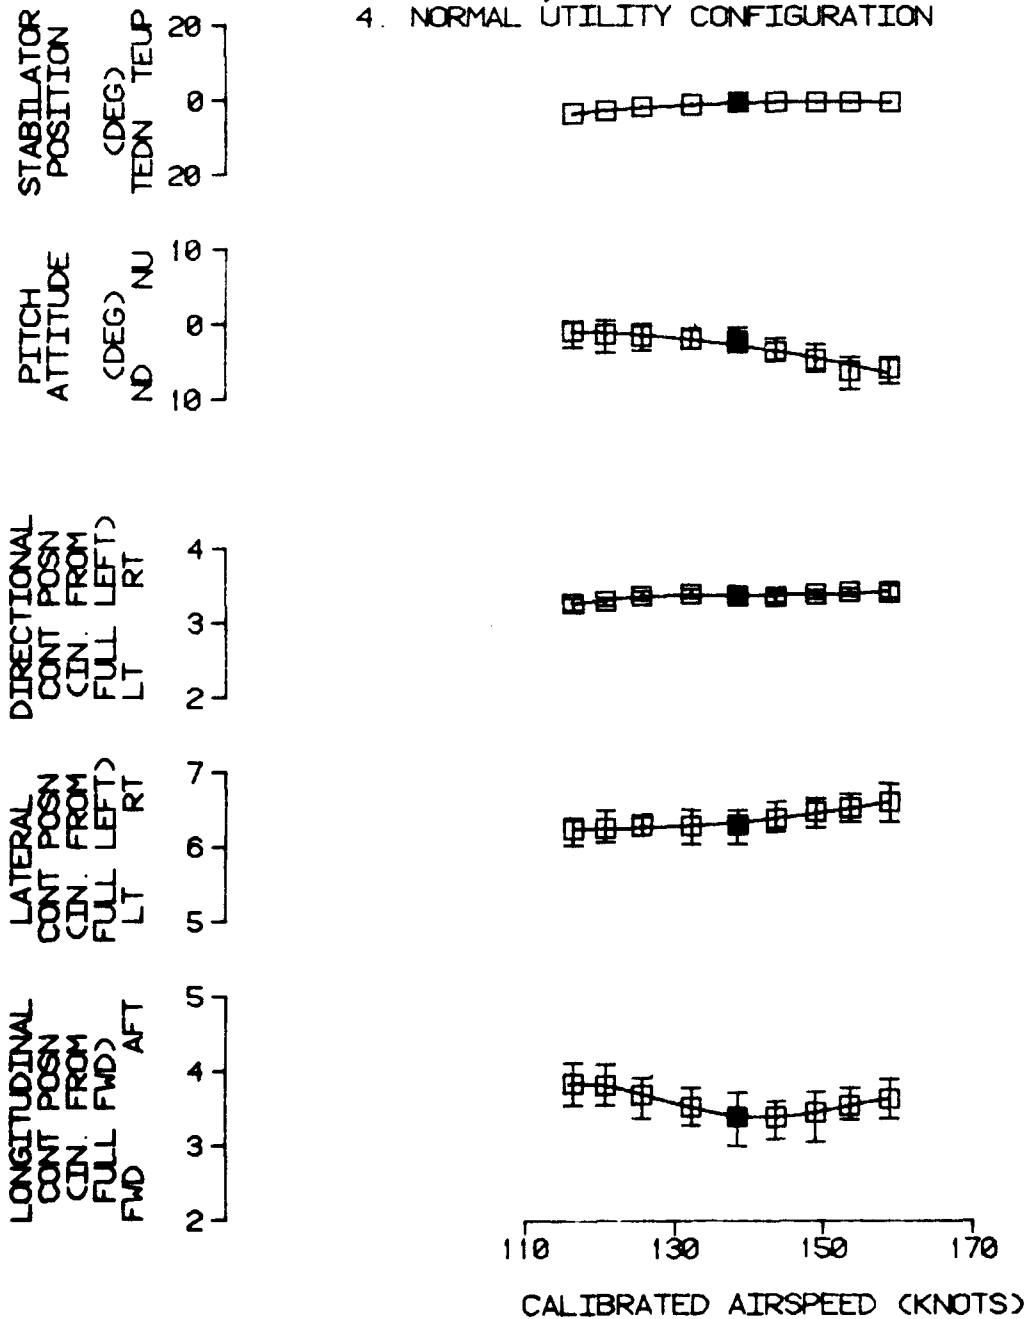 4. NORMAL UTILITY CONFIGURATION
STABILATOR
POSITION
(DEG)
TEDN TEUP
20
0
20
PITCH
ATTITUDE
(DEG)
ND NU
10
0
10
DIRECTIONAL
CONT POSN
(IN. FROM
FULL LEFT)
LT RT
4
3
2
LATERAL
CONT POSN
(IN. FROM
FULL LEFT)
LT RT
7
6
5
LONGITUDINAL
CONT POSN
(IN. FROM
FULL FWD)
FWD AFT
5
4
3
2
110 130 150 170
CALIBRATED AIRSPEED (KNOTS)